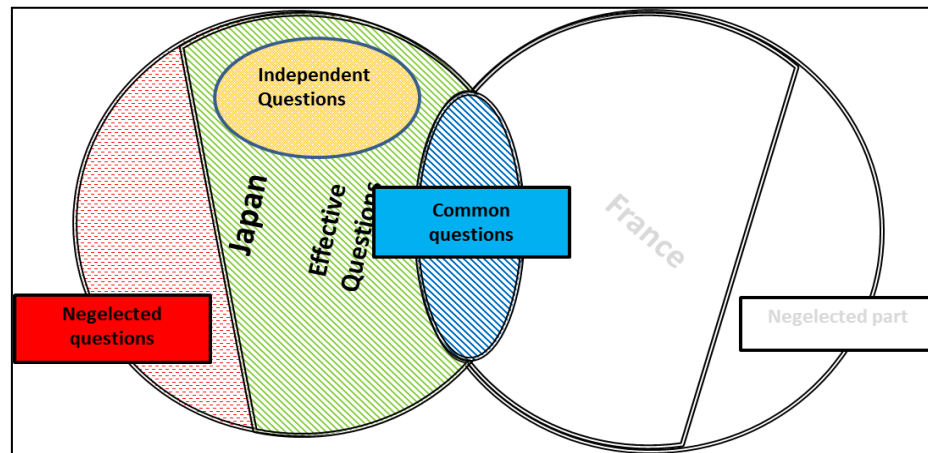 Independent
Questions
Japan
Effective
Questions
Common
questions
France
Negelected
questions
Negelected part